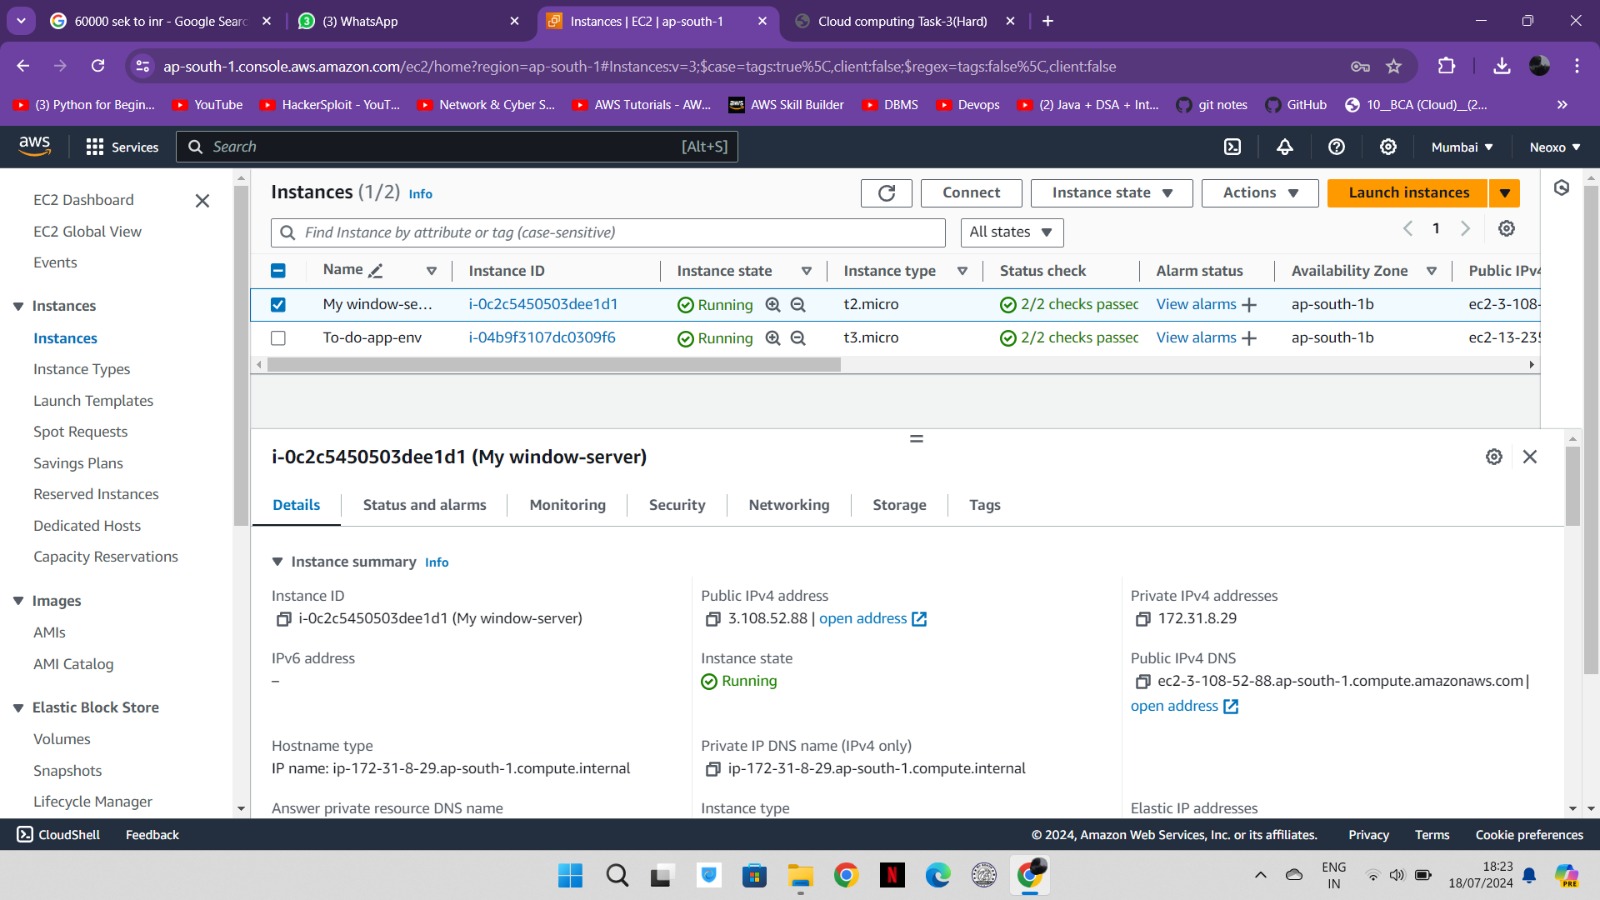 60000 sek to inr - Google Searc
(3) WhatsApp
Instances | EC2 | ap-south-1
Cloud computing Task-3(Hard)
ap-south-1.console.aws.amazon.com/ec2/home?region=ap-south-1#Instances:v=3;$case=tags:true%5C,client:false;$regex=tags:false%5C,client:false
(3) Python for Begin...
YouTube
HackerSploit - YouT...
Network & Cyber S...
AWS Tutorials - AW...
AWS Skill Builder
DBMS
Devops
(2) Java + DSA + Int...
git notes
GitHub
10__BCA (Cloud)__(2...
aws
Services
Search
[Alt+S]
Mumbai
Neoxo
EC2 Dashboard
EC2 Global View
Events
Instances
Instances
Instance Types
Launch Templates
Spot Requests
Savings Plans
Reserved Instances
Dedicated Hosts
Capacity Reservations
Images
AMIs
AMI Catalog
Elastic Block Store
Volumes
Snapshots
Lifecycle Manager
Instances (1/2) Info
Connect
Instance state
Actions
Launch instances
Find Instance by attribute or tag (case-sensitive)
All states
1
Name Instance ID Instance state Instance type Status check Alarm status Availability Zone Public IPv4
My window-se... i-0c2c5450503dee1d1 Running t2.micro 2/2 checks passed View alarms ap-south-1b ec2-3-108-
To-do-app-env i-04b9f3107dc0309f6 Running t3.micro 2/2 checks passed View alarms ap-south-1b ec2-13-235
i-0c2c5450503dee1d1 (My window-server)
Details
Status and alarms
Monitoring
Security
Networking
Storage
Tags
Instance summary Info
Instance ID
i-0c2c5450503dee1d1 (My window-server)
Public IPv4 address
3.108.52.88 | open address
Private IPv4 addresses
172.31.8.29
IPv6 address
–
Instance state
Running
Public IPv4 DNS
ec2-3-108-52-88.ap-south-1.compute.amazonaws.com |
open address
Hostname type
IP name: ip-172-31-8-29.ap-south-1.compute.internal
Private IP DNS name (IPv4 only)
ip-172-31-8-29.ap-south-1.compute.internal
Answer private resource DNS name
Instance type
Elastic IP addresses
CloudShell
Feedback
© 2024, Amazon Web Services, Inc. or its affiliates.
Privacy
Terms
Cookie preferences
N
ENG
IN
18:23
18/07/2024
PRE